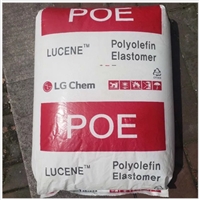 POE
LUCENE™ Polyolefin
Elastomer
LG Chem
POE
LUCENE™ Polyolefin
Elastomer